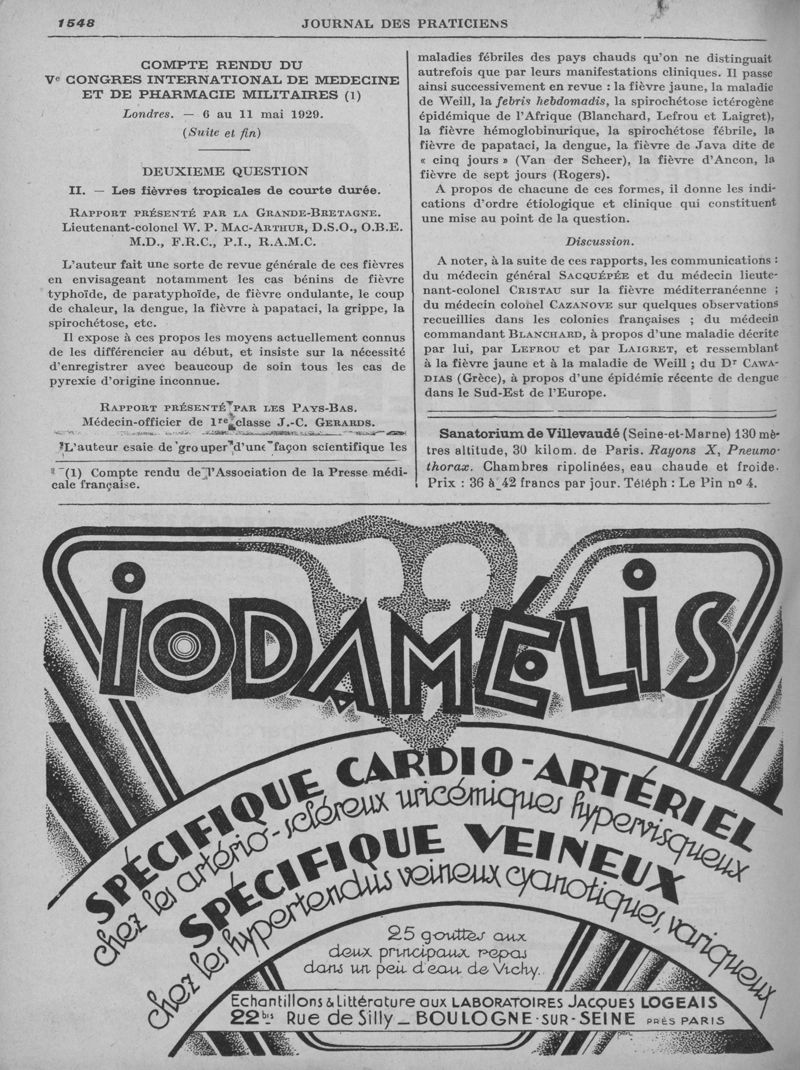 1548
JOURNAL DES PRATICIENS
COMPTE RENDU DU
Ve CONGRES INTERNATIONAL DE MEDECINE
ET DE PHARMACIE MILITAIRES (1)
Londres. — 6 au 11 mai 1929.
(Suite et fin)
DEUXIEME QUESTION
II. — Les fièvres tropicales de courte durée.
RAPPORT PRÉSENTÉ PAR LA GRANDE-BRETAGNE.
Lieutenant-colonel W. P. MAC-ARTHUR, D.S.O., O.B.E.
M.D., F.R.C., P.I., R.A.M.C.
L'auteur fait une sorte de revue générale de ces fièvres
en envisageant notamment les cas bénins de fièvre
typhoïde, de paratyphoïde, de fièvre ondulante, le coup
de chaleur, la dengue, la fièvre à papataci, la grippe, la
spirochétose, etc.
Il expose à ces propos les moyens actuellement connus
de les différencier au début, et insiste sur la nécessité
d'enregistrer avec beaucoup de soin tous les cas de
pyrexie d'origine inconnue.
RAPPORT PRÉSENTÉ PAR LES PAYS-BAS.
Médecin-officier de 1re classe J.-C. GERARDS.
L'auteur esaie de grouper d'une façon scientifique les
(1) Compte rendu de l'Association de la Presse médi-
cale française.
maladies fébriles des pays chauds qu'on ne distinguait
autrefois que par leurs manifestations cliniques. Il passe
ainsi successivement en revue : la fièvre jaune, la maladie
de Weill, la febris hebdomadis, la spirochétose ictérogène
épidémique de l'Afrique (Blanchard, Lefrou et Laigret),
la fièvre hémoglobinurique, la spirochétose fébrile, la
fièvre de papataci, la dengue, la fièvre de Java dite de
« cinq jours » (Van der Scheer), la fièvre d'Ancon, la
fièvre de sept jours (Rogers).
A propos de chacune de ces formes, il donne les indi-
cations d'ordre étiologique et clinique qui constituent
une mise au point de la question.
Discussion.
A noter, à la suite de ces rapports, les communications :
du médecin général SACQUÉPÉE et du médecin lieute-
nant-colonel CRISTAU sur la fièvre méditerranéenne ;
du médecin colonel CAZANOVE sur quelques observations
recueillies dans les colonies françaises ; du médecin
commandant BLANCHARD, à propos d'une maladie décrite
par lui, par LEFROU et par LAIGRET, et ressemblant
à la fièvre jaune et à la maladie de Weill ; du Dr CAWA-
DIAS (Grèce), à propos d'une épidémie récente de dengue
dans le Sud-Est de l'Europe.
Sanatorium de Villevaudé (Seine-et-Marne) 130 mè-
tres altitude, 30 kilom. de Paris. Rayons X, Pneumo-
thorax. Chambres ripolinées, eau chaude et froide.
Prix : 36 à 42 francs par jour. Téléph : Le Pin nº 4.
IODAMÉLIS
SPÉCIFIQUE CARDIO-ARTÉRIEL
chez les artério-scléreux uricémiques hypervisqueux
SPÉCIFIQUE VEINEUX
chez les hypertendus veineux cyanotiques, variqueux
25 gouttes aux
deux principaux repas
dans un peu d'eau de Vichy.
Echantillons & Littérature aux LABORATOIRES JACQUES LOGEAIS
22bis Rue de Silly _ BOULOGNE-SUR-SEINE PRÈS PARIS